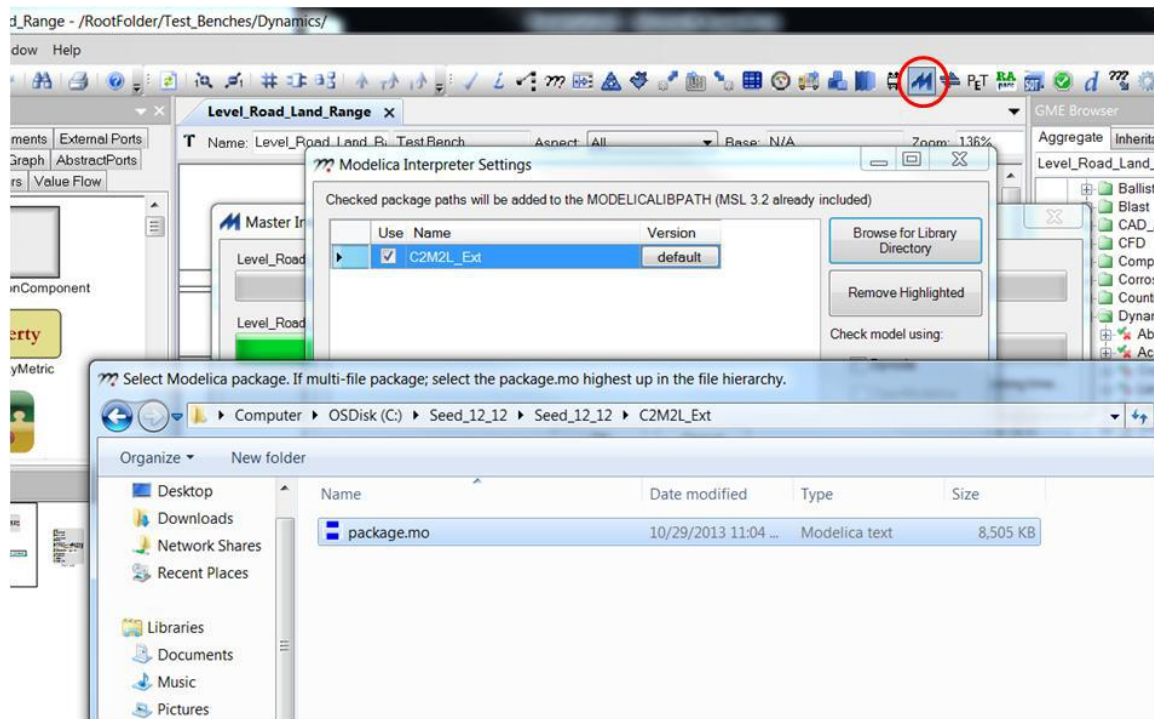 d_Range - /RootFolder/Test_Benches/Dynamics/
dow Help
PET
Level_Road_Land_Range X
GME Browser
ments External Ports
Graph AbstractPorts
rs Value Flow
T Name: Level_Road_Land_R TestBench Aspect: All Base: N/A Zoom: 136%
Aggregate Inherita
Level_Road_Land_
Modelica Interpreter Settings
Checked package paths will be added to the MODELICALIBPATH (MSL 3.2 already included)
Use Name Version
C2M2L_Ext default
Browse for Library Directory
Remove Highlighted
Check model using:
Master In
Level_Road
Level_Road
Ballist
Blast
CAD_
CFD
Comp
Corros
Count
Dynar
Ab
Ac
nComponent
erty
yMetric
Select Modelica package. If multi-file package; select the package.mo highest up in the file hierarchy.
Computer OSDisk (C:) Seed_12_12 Seed_12_12 C2M2L_Ext
Organize New folder
Name Date modified Type Size
package.mo 10/29/2013 11:04 ... Modelica text 8,505 KB
Desktop
Downloads
Network Shares
Recent Places
Libraries
Documents
Music
Pictures